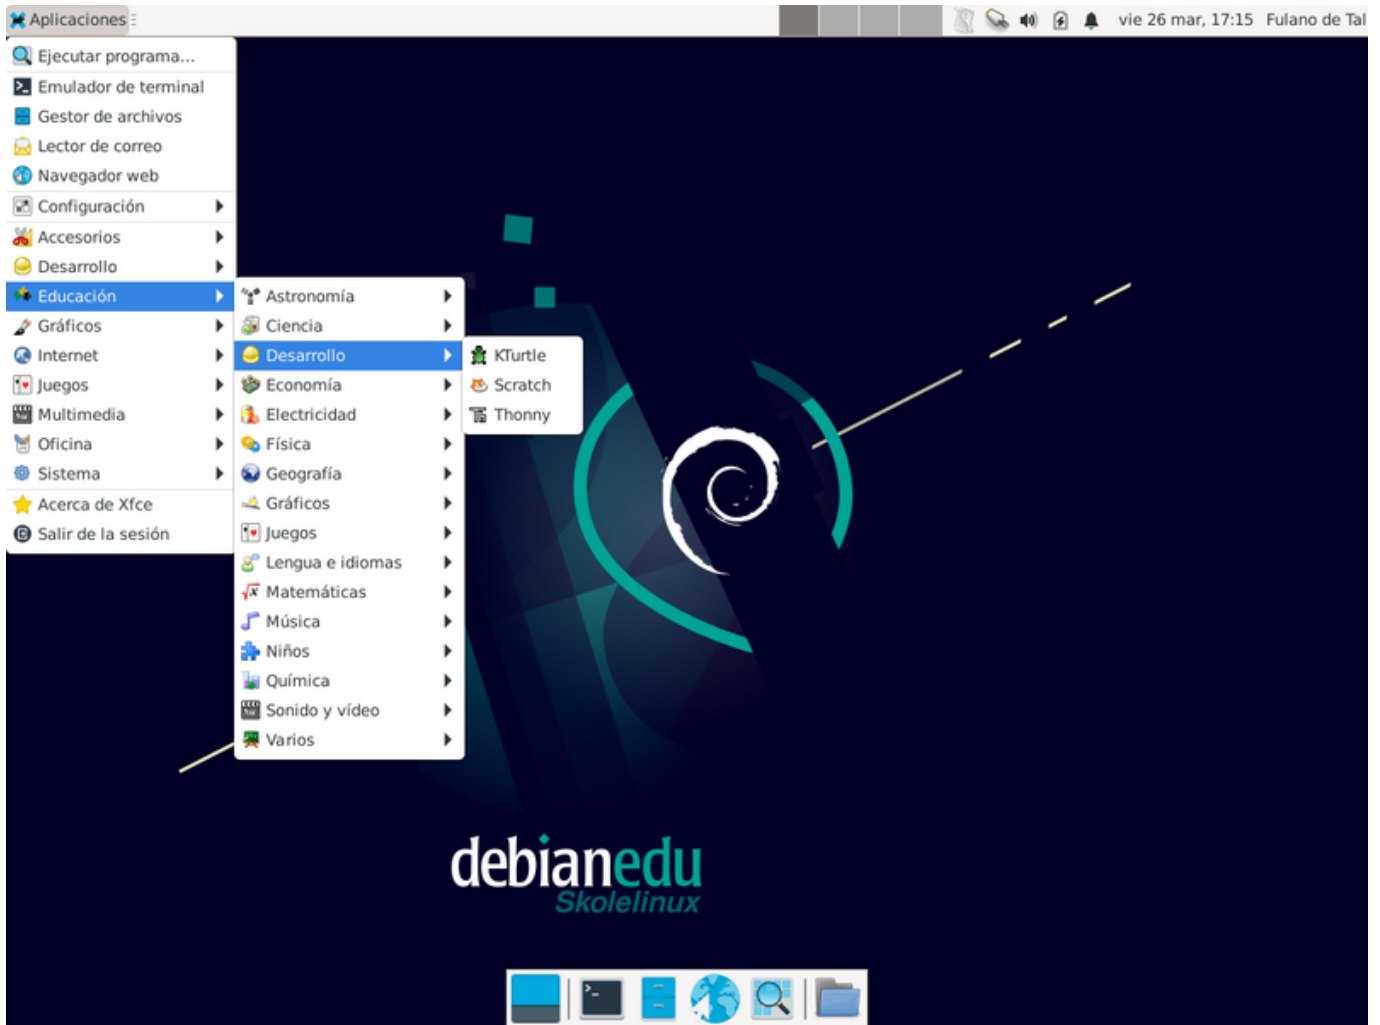 Aplicaciones
vie 26 mar, 17:15 Fulano de Tal
Ejecutar programa...
Emulador de terminal
Gestor de archivos
Lector de correo
Navegador web
Configuración
Accesorios
Desarrollo
Educación
Gráficos
Internet
Juegos
Multimedia
Oficina
Sistema
Acerca de Xfce
Salir de la sesión
Astronomía
Ciencia
Desarrollo
Economía
Electricidad
Física
Geografía
Gráficos
Juegos
Lengua e idiomas
Matemáticas
Música
Niños
Química
Sonido y vídeo
Varios
KTurtle
Scratch
Thonny
debianedu
Skolelinux